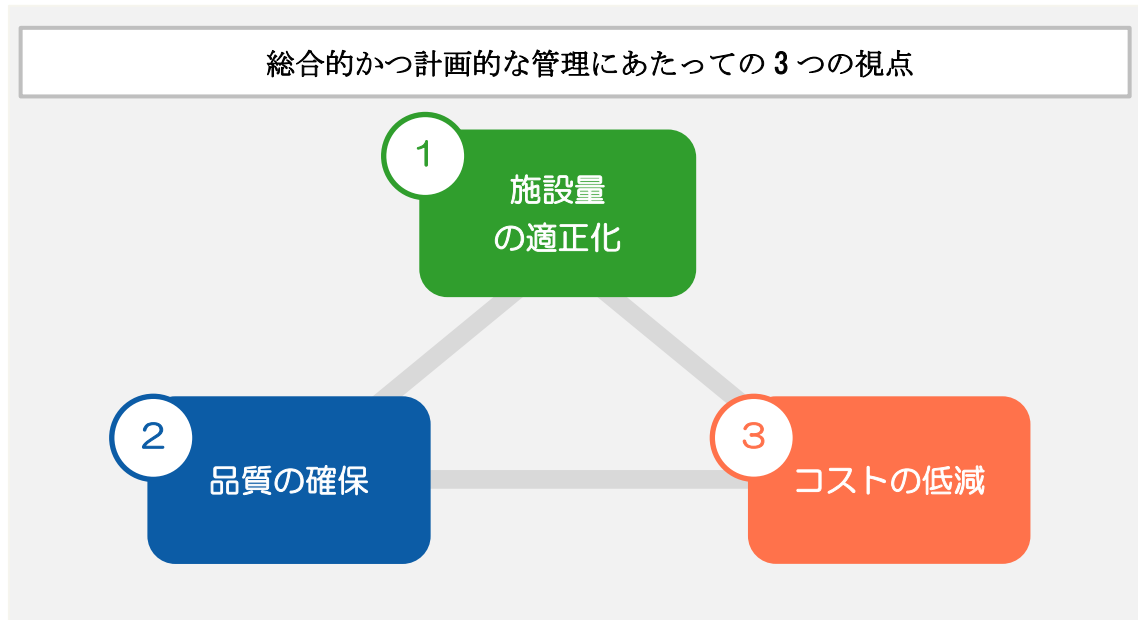 総合的かつ計画的な管理にあたっての 3 つの視点
1
施設量
の適正化
2
品質の確保
3
コストの低減